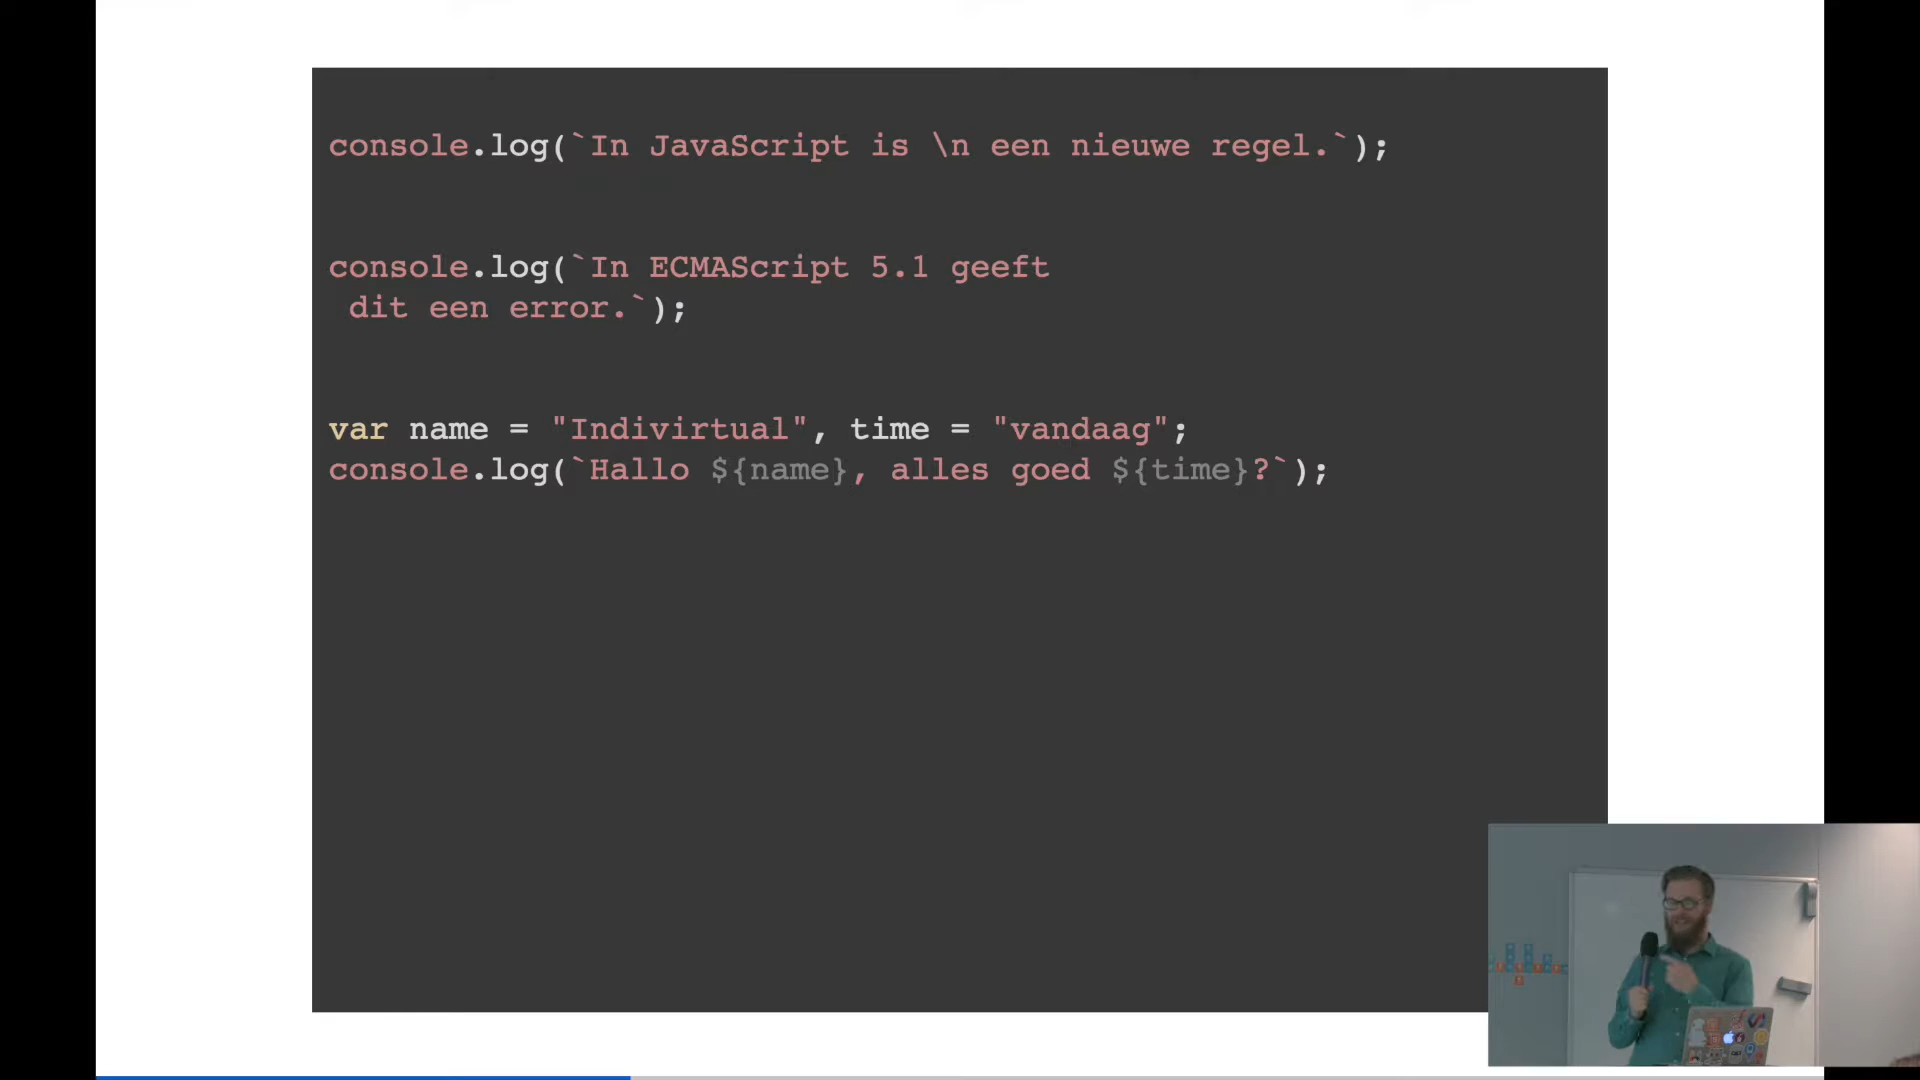 console.log(`In JavaScript is \n een nieuwe regel.`);
console.log(`In ECMAScript 5.1 geeft
dit een error.`);
var name = "Indivirtual", time = "vandaag";
console.log(`Hallo ${name}, alles goed ${time}?`);